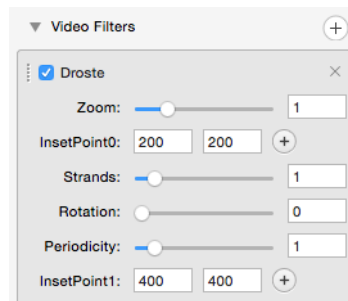 Video Filters
Droste
Zoom: 1
InsetPoint0: 200 200
Strands: 1
Rotation: 0
Periodicity: 1
InsetPoint1: 400 400